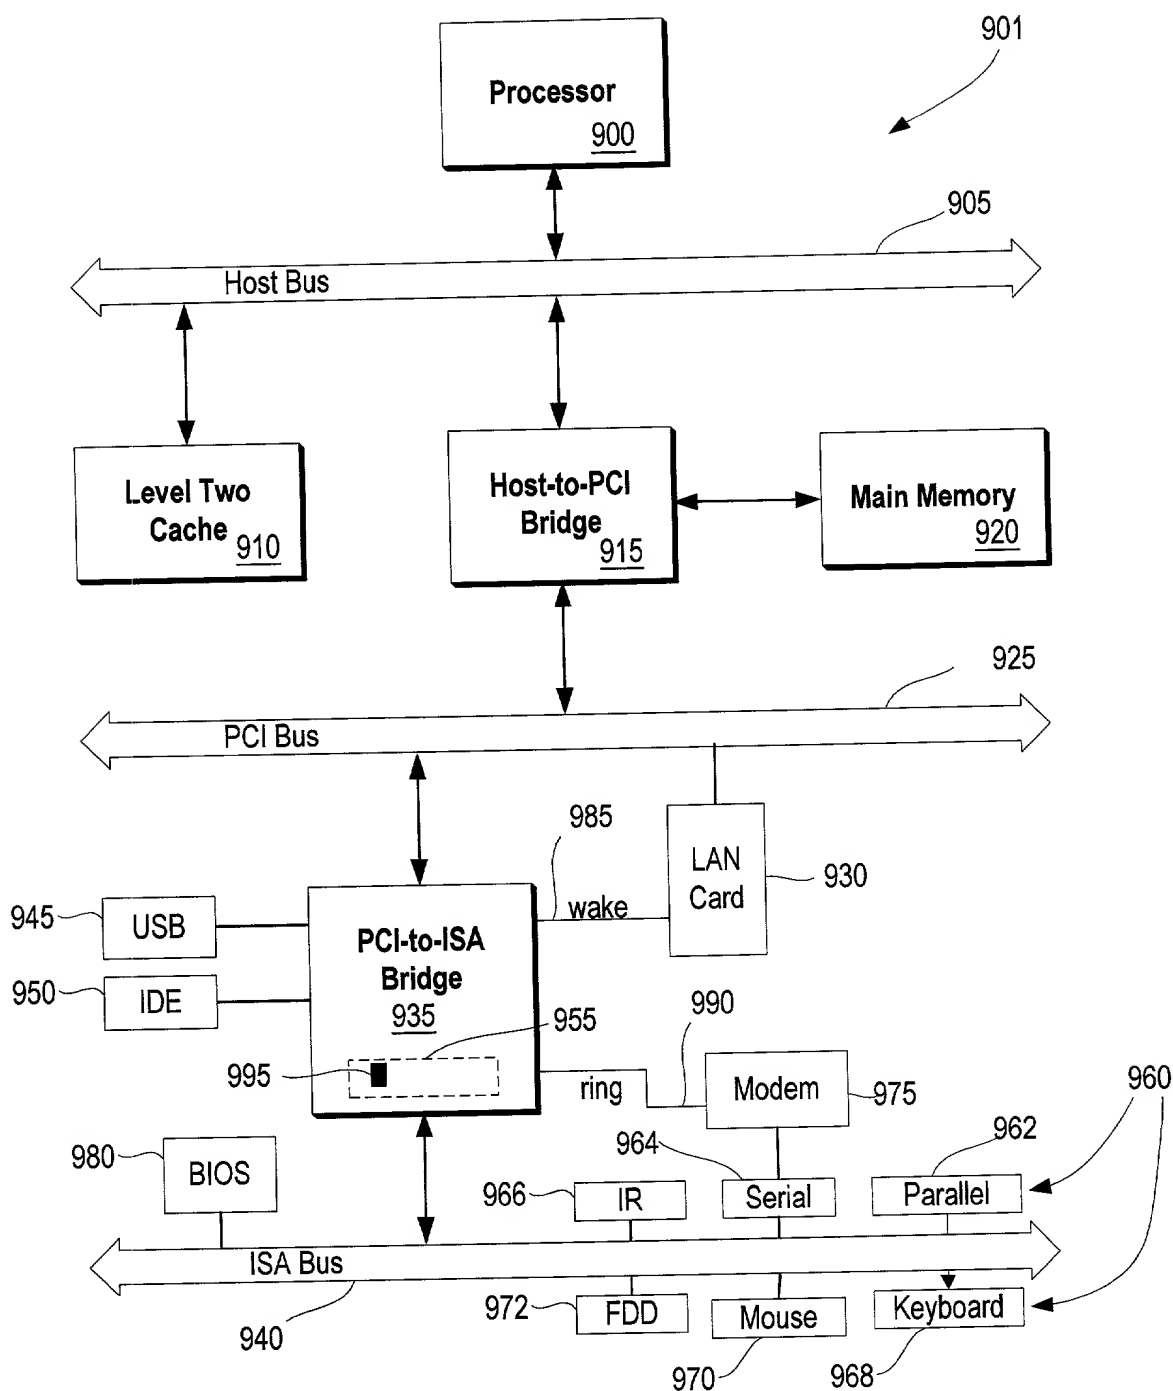 901
Processor
900
905
Host Bus
Level Two
Cache
910
Host-to-PCI
Bridge
915
Main Memory
920
925
PCI Bus
985
LAN
Card
930
wake
945
USB
950
IDE
PCI-to-ISA
Bridge
935
955
995
990
ring
Modem
975
960
980
BIOS
964
962
966
IR
Serial
Parallel
ISA Bus
940
972
FDD
Mouse
970
Keyboard
968